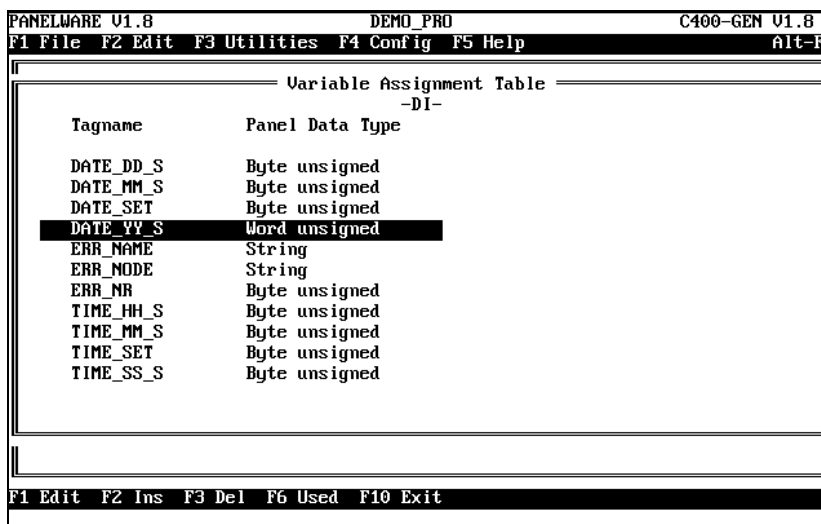 PANELWARE V1.8 DEMO_PRO C400-GEN V1.8
F1 File F2 Edit F3 Utilities F4 Config F5 Help Alt-F
Variable Assignment Table
-DI-
Tagname Panel Data Type
DATE_DD_S Byte unsigned
DATE_MM_S Byte unsigned
DATE_SET Byte unsigned
DATE_YY_S Word unsigned
ERR_NAME String
ERR_NODE String
ERR_NR Byte unsigned
TIME_HH_S Byte unsigned
TIME_MM_S Byte unsigned
TIME_SET Byte unsigned
TIME_SS_S Byte unsigned
F1 Edit F2 Ins F3 Del F6 Used F10 Exit